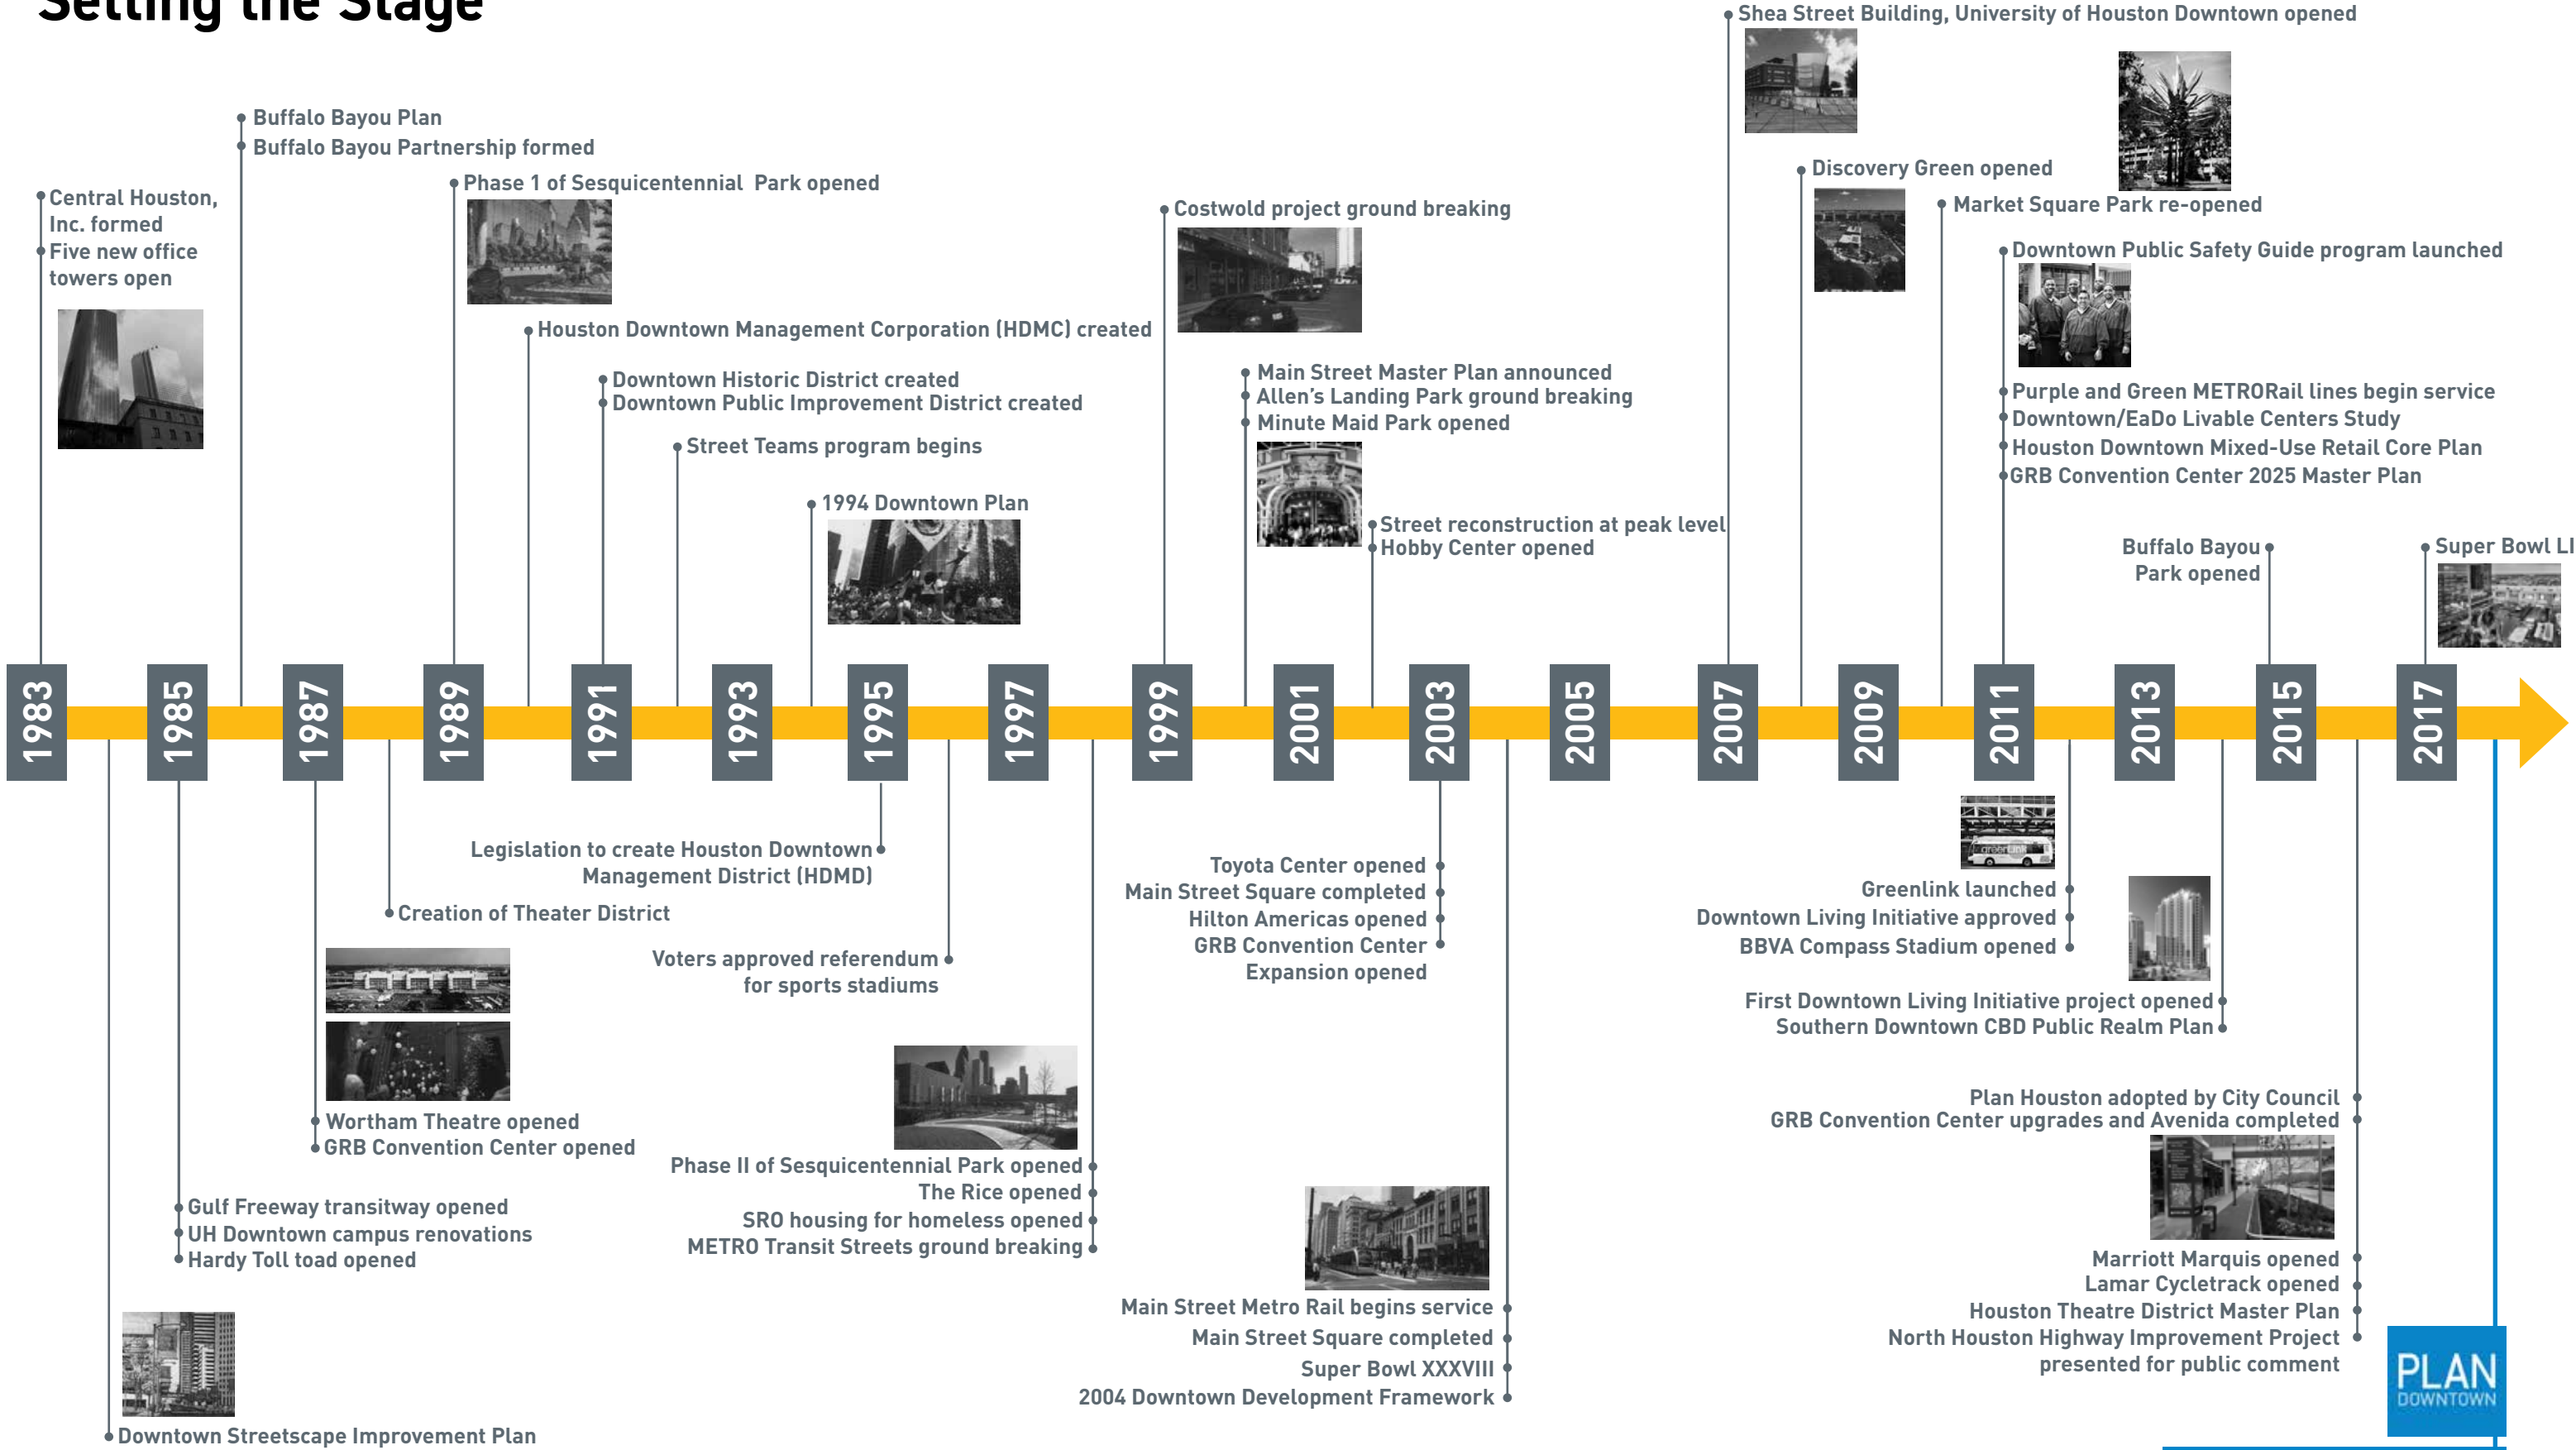 Setting the Stage
Shea Street Building, University of Houston Downtown opened
Buffalo Bayou Plan
Buffalo Bayou Partnership formed
Discovery Green opened
Phase 1 of Sesquicentennial Park opened
Central Houston,
Inc. formed
Five new office
towers open
Costwold project ground breaking
Market Square Park re-opened
Downtown Public Safety Guide program launched
Houston Downtown Management Corporation (HDMC) created
Downtown Historic District created
Downtown Public Improvement District created
Main Street Master Plan announced
Allen's Landing Park ground breaking
Minute Maid Park opened
Purple and Green METRORail lines begin service
Downtown/EaDo Livable Centers Study
Houston Downtown Mixed-Use Retail Core Plan
GRB Convention Center 2025 Master Plan
Street Teams program begins
1994 Downtown Plan
Street reconstruction at peak level
Hobby Center opened
Buffalo Bayou
Park opened
Super Bowl LI
1983
1985
1987
1989
1991
1993
1995
1997
1999
2001
2003
2005
2007
2009
2011
2013
2015
2017
Legislation to create Houston Downtown
Management District (HDMD)
Creation of Theater District
Voters approved referendum
for sports stadiums
Toyota Center opened
Main Street Square completed
Hilton Americas opened
GRB Convention Center
Expansion opened
greenlink
Greenlink launched
Downtown Living Initiative approved
BBVA Compass Stadium opened
First Downtown Living Initiative project opened
Southern Downtown CBD Public Realm Plan
Wortham Theatre opened
GRB Convention Center opened
Plan Houston adopted by City Council
GRB Convention Center upgrades and Avenida completed
Phase II of Sesquicentennial Park opened
The Rice opened
SRO housing for homeless opened
METRO Transit Streets ground breaking
Gulf Freeway transitway opened
UH Downtown campus renovations
Hardy Toll toad opened
Marriott Marquis opened
Lamar Cycletrack opened
Houston Theatre District Master Plan
North Houston Highway Improvement Project
presented for public comment
Main Street Metro Rail begins service
Main Street Square completed
Super Bowl XXXVIII
2004 Downtown Development Framework
Downtown Streetscape Improvement Plan
PLAN
DOWNTOWN